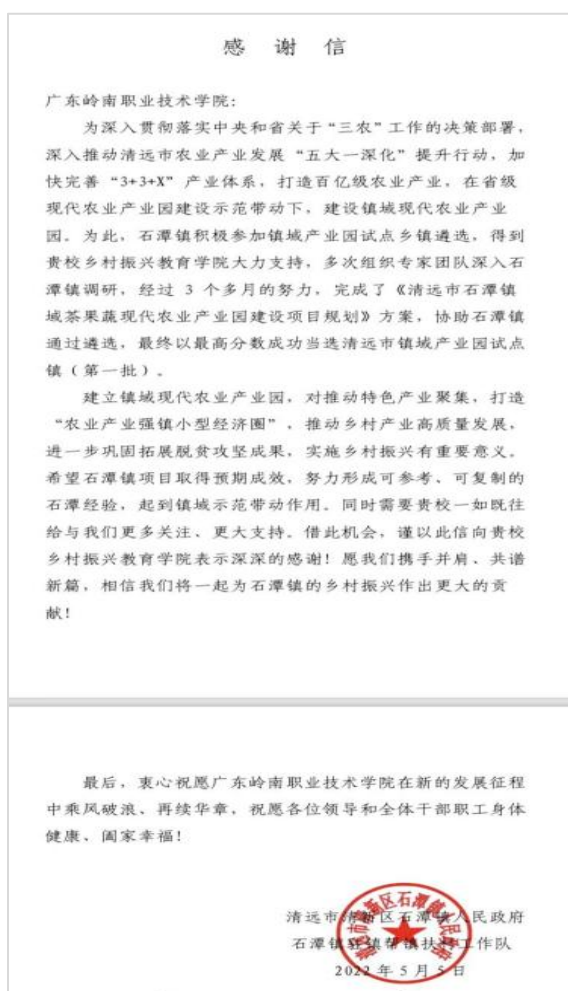 感 谢 信
广东岭南职业技术学院:
为深入贯彻落实中央和省关于“三农”工作的决策部署,
深入推动清远市农业产业发展“五大一深化”提升行动, 加
快完善“3+3+X”产业体系, 打造百亿级农业产业, 在省级
现代农业产业园建设示范带动下, 建设镇域现代农业产业
园。为此, 石潭镇积极参加镇域产业园试点乡镇遴选, 得到
贵校乡村振兴教育学院大力支持, 多次组织专家团队深入石
潭镇调研, 经过 3 个多月的努力, 完成了《清远市石潭镇
域茶果蔬现代农业产业园建设项目规划》方案, 协助石潭镇
通过遴选, 最终以最高分数成功当选清远市镇域产业园试点
镇(第一批)。
建立镇域现代农业产业园, 对推动特色产业聚集, 打造
“农业产业强镇小型经济圈”, 推动乡村产业高质量发展,
进一步巩固拓展脱贫攻坚成果, 实施乡村振兴有重要意义。
希望石潭镇项目取得预期成效, 努力形成可参考、可复制的
石潭经验, 起到镇域示范带动作用。同时需要贵校一如既往
给与我们更多关注、更大支持。借此机会, 谨以此信向贵校
乡村振兴教育学院表示深深的感谢! 愿我们携手并肩、共谱
新篇, 相信我们将一起为石潭镇的乡村振兴作出更大的贡
献!
最后, 衷心祝愿广东岭南职业技术学院在新的发展征程
中乘风破浪、再续华章, 祝愿各位领导和全体干部职工身体
健康、阖家幸福!
清远市清新区石潭镇人民政府
石潭镇驻镇帮镇扶村工作队
2022 年 5 月 5 日